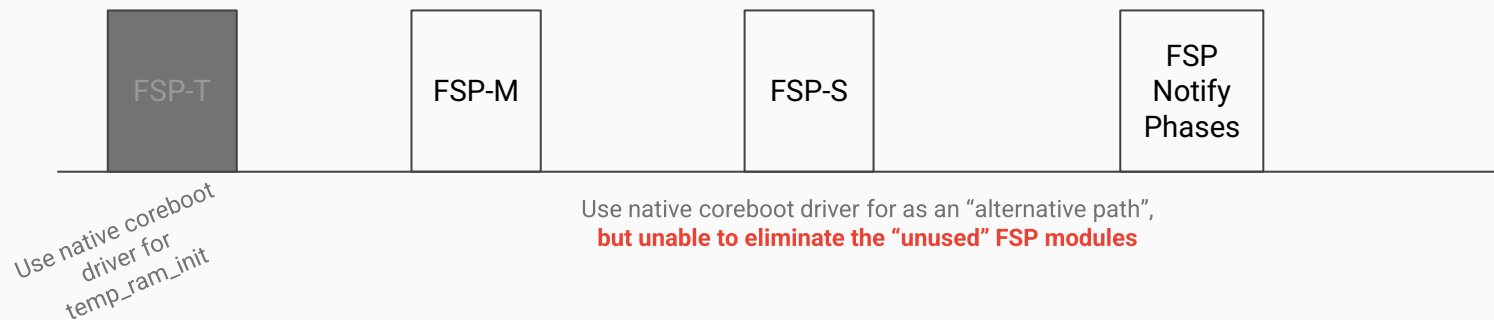 FSP-T
FSP-M
FSP-S
FSP
Notify
Phases
Use native coreboot
driver for
temp_ram_init
Use native coreboot driver for as an “alternative path”,
but unable to eliminate the “unused” FSP modules